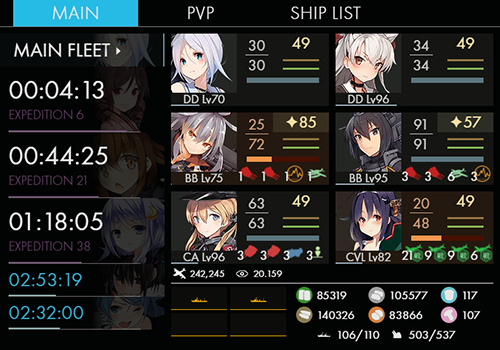 MAIN PVP SHIP LIST
MAIN FLEET
00:04:13
EXPEDITION 6
00:44:25
EXPEDITION 21
01:18:05
EXPEDITION 38
02:53:19
02:32:00
30 49
30
DD Lv70
34 49
34
DD Lv96
25 85
72
BB Lv75
1 1 1 1
91 57
91
BB Lv95
3 3 6 3
63 49
63
CA Lv96
3 3 3 3
20 49
48
CVL Lv82
21 9 6 6
242,245 20.159
85319 105577 117
140326 83866 107
106/110 503/537